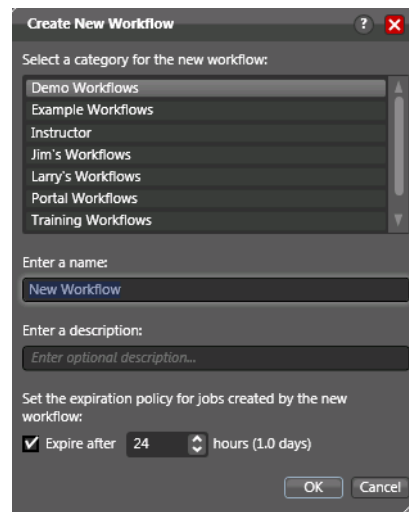 Create New Workflow ?
Select a category for the new workflow:
Demo Workflows
Example Workflows
Instructor
Jim's Workflows
Larry's Workflows
Portal Workflows
Training Workflows
Enter a name:
New Workflow
Enter a description:
Enter optional description...
Set the expiration policy for jobs created by the new
workflow:
Expire after 24 hours (1.0 days)
OK Cancel